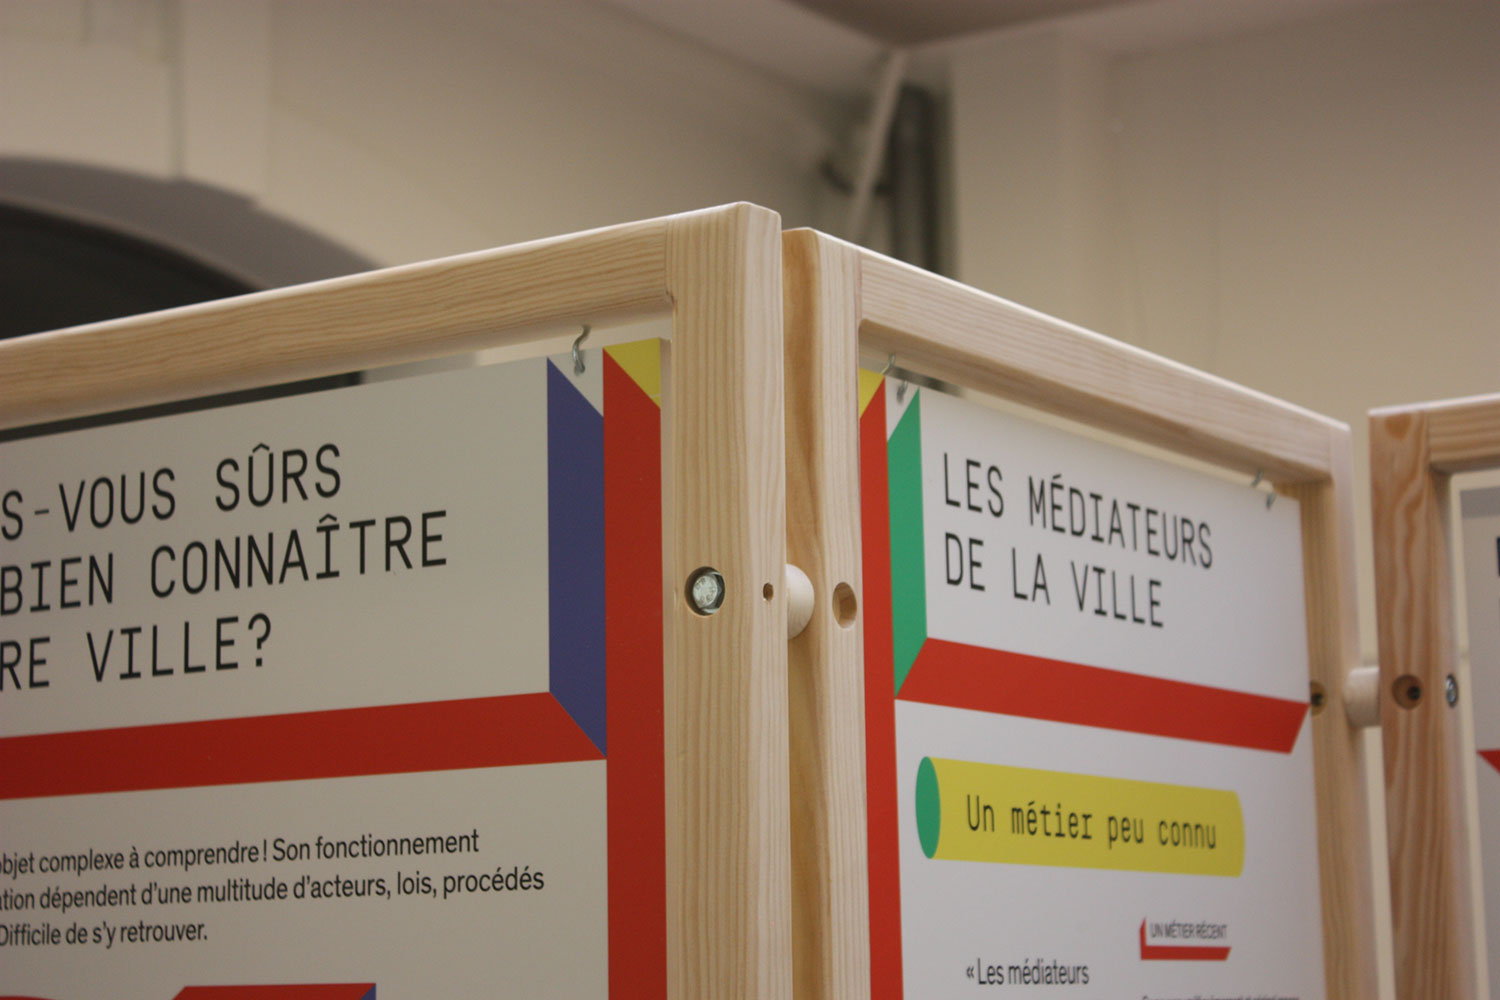 S-VOUS SÛRS
BIEN CONNAÎTRE
RE VILLE?
objet complexe à comprendre! Son fonctionnement
ation dépendent d'une multitude d'acteurs, lois, procédés
Difficile de s'y retrouver.
LES MÉDIATEURS
DE LA VILLE
Un métier peu connu
UN MÉTIER RÉCENT
« Les médiateurs